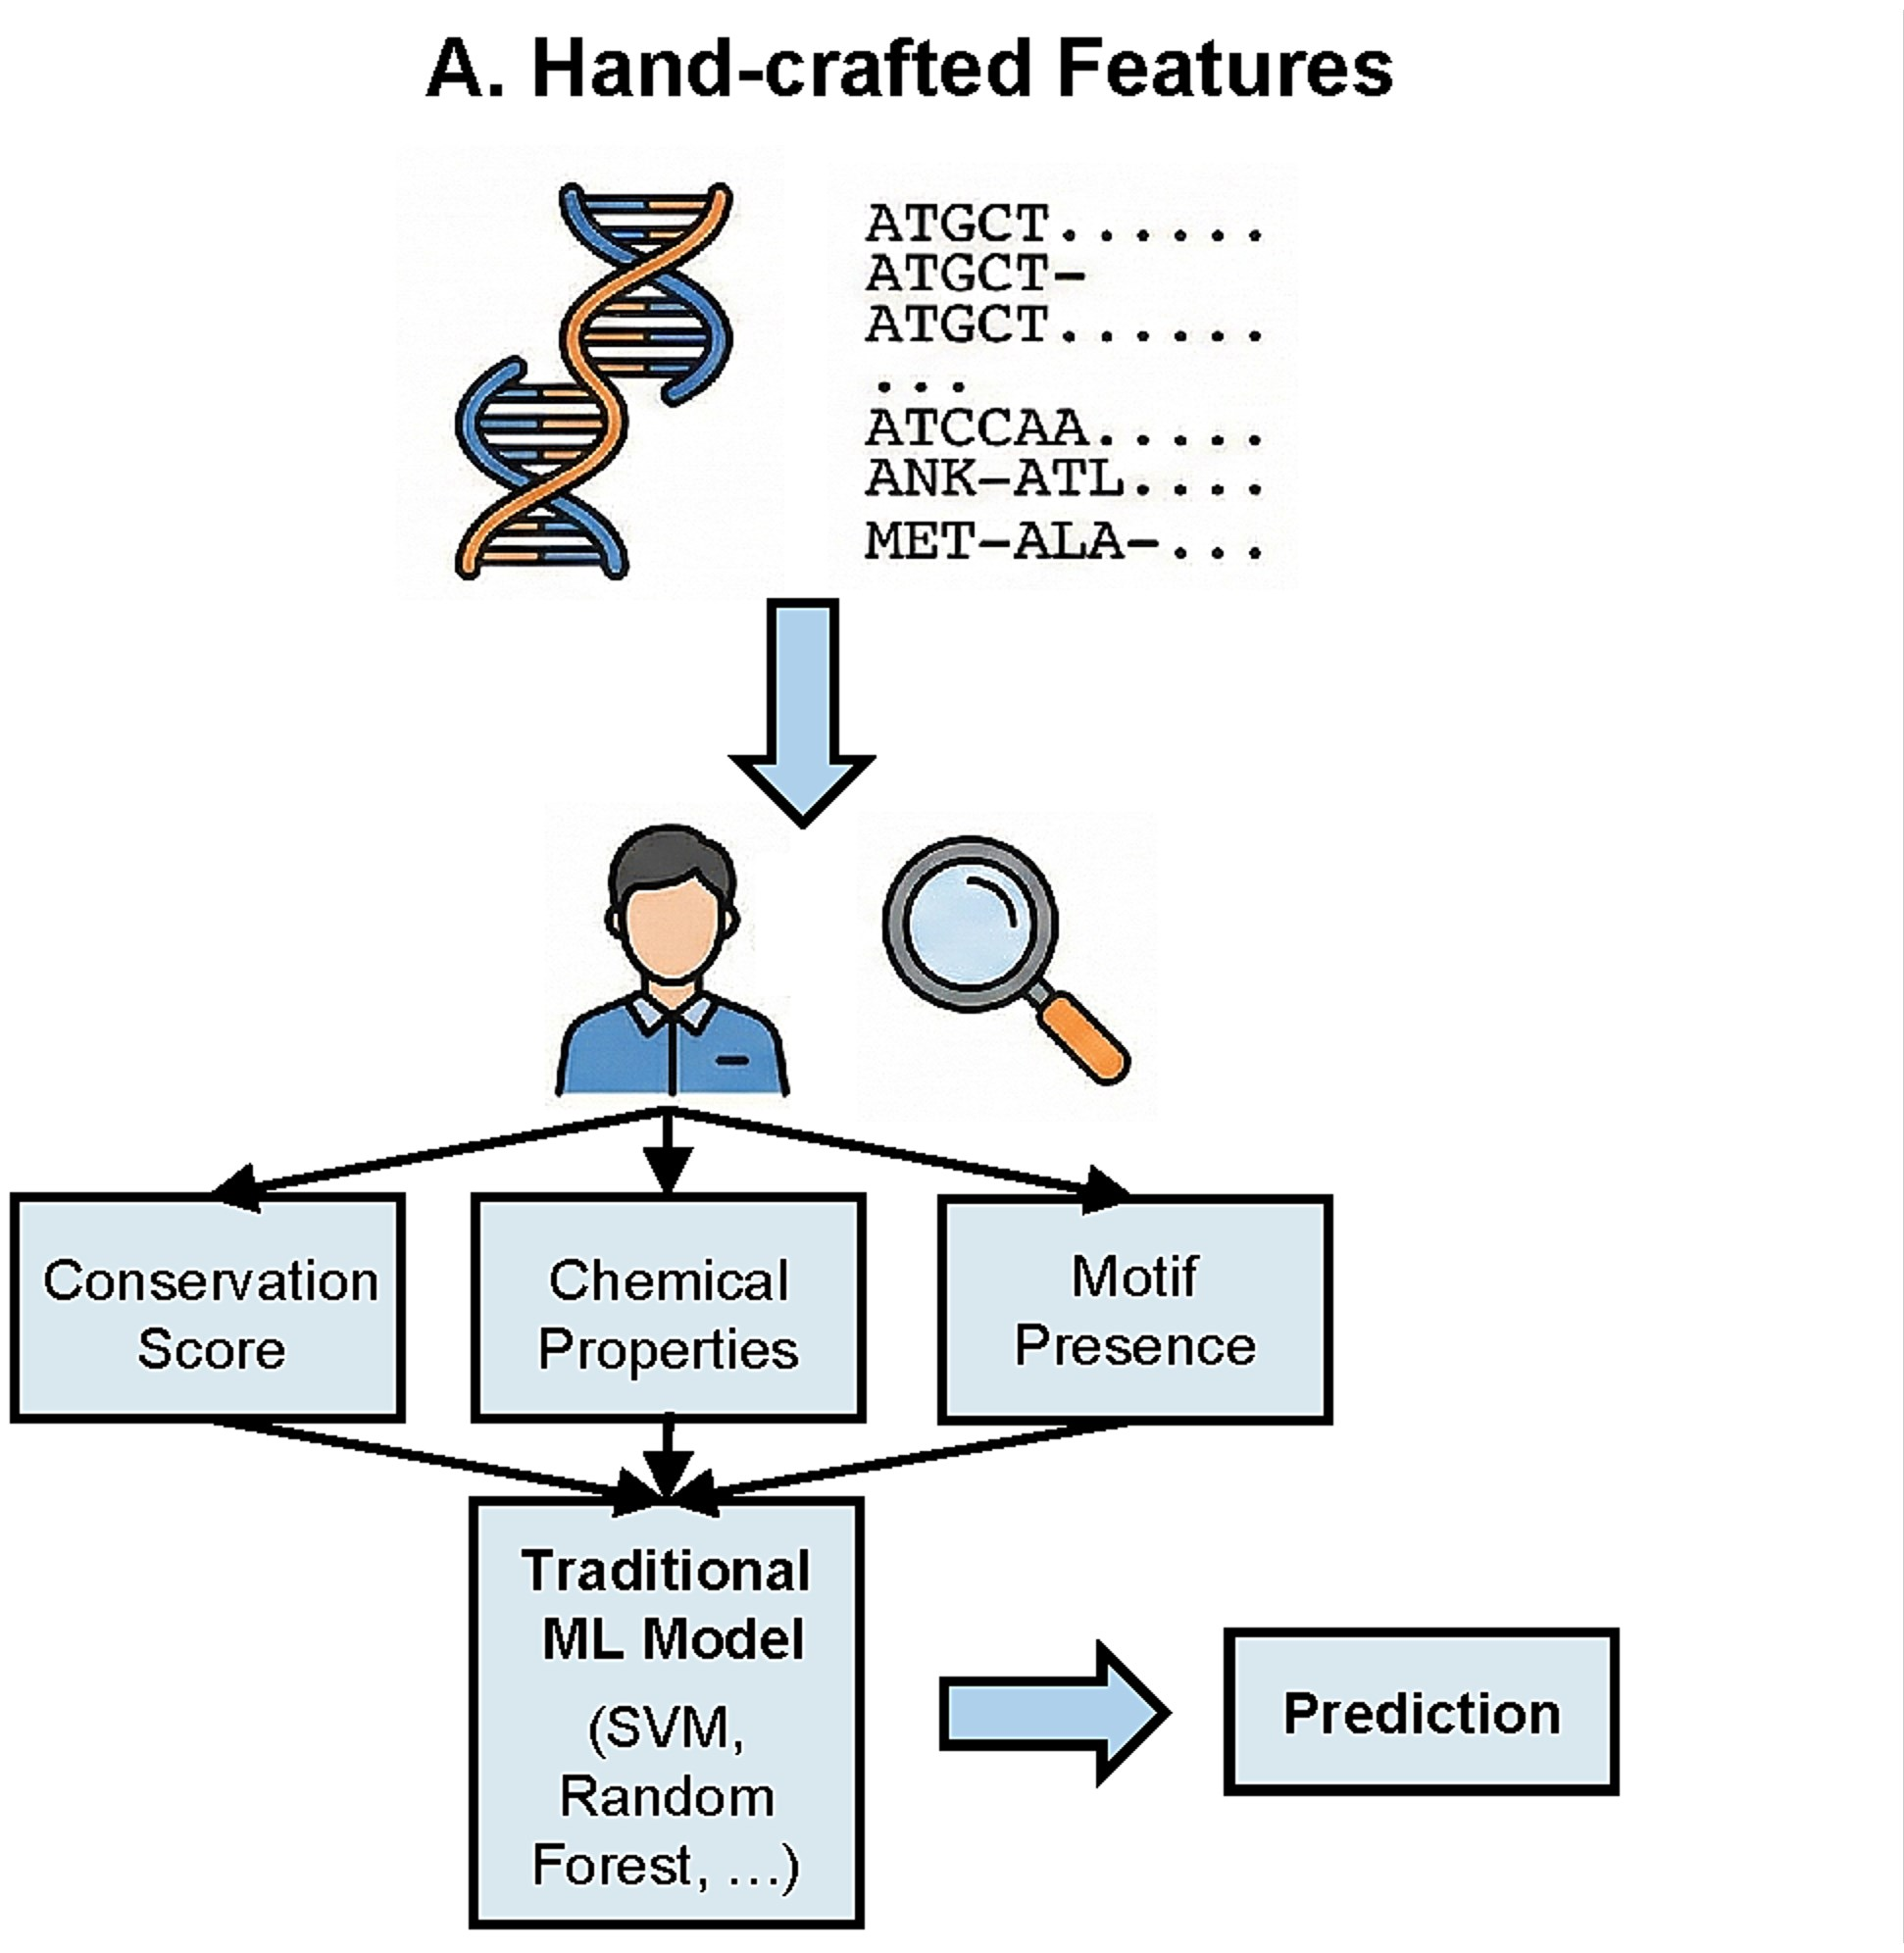 A. Hand-crafted Features
ATGCT......
ATGCT-
ATGCT......
...
ATCCAA.....
ANK-ATL....
MET-ALA-...
Conservation
Score
Chemical
Properties
Motif
Presence
Traditional
ML Model
(SVM,
Random
Forest, ...)
Prediction